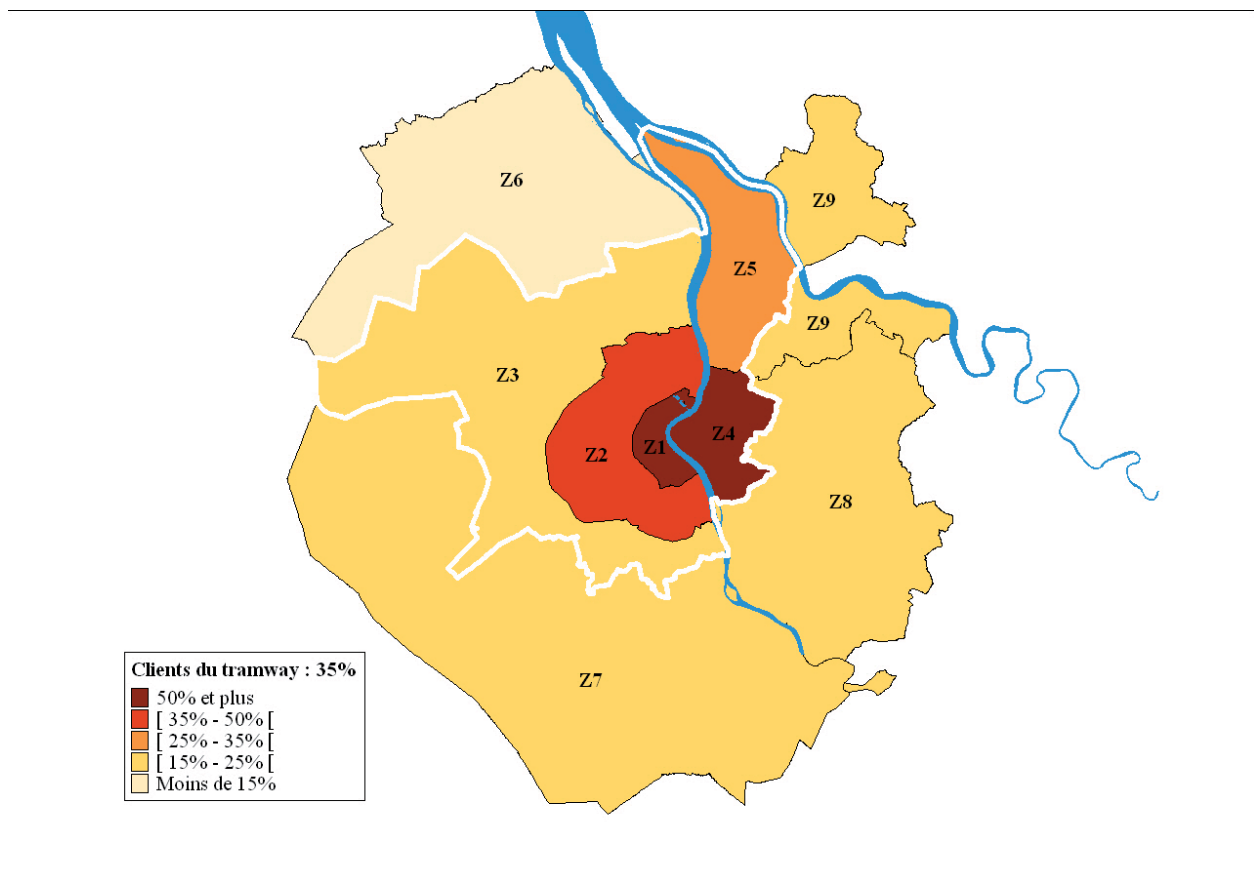 Z6
Z9
Z5
Z9
Z3
Z4
Z1
Z2
Z8
Z7
Clients du tramway : 35%
50% et plus
[ 35% - 50% [
[ 25% - 35% [
[ 15% - 25% [
Moins de 15%